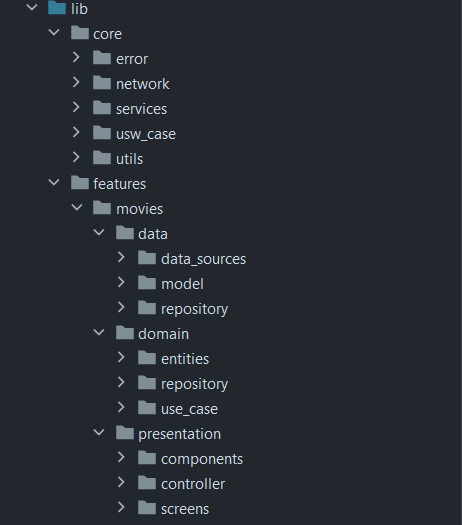 lib
core
error
network
services
usw_case
utils
features
movies
data
data_sources
model
repository
domain
entities
repository
use_case
presentation
components
controller
screens